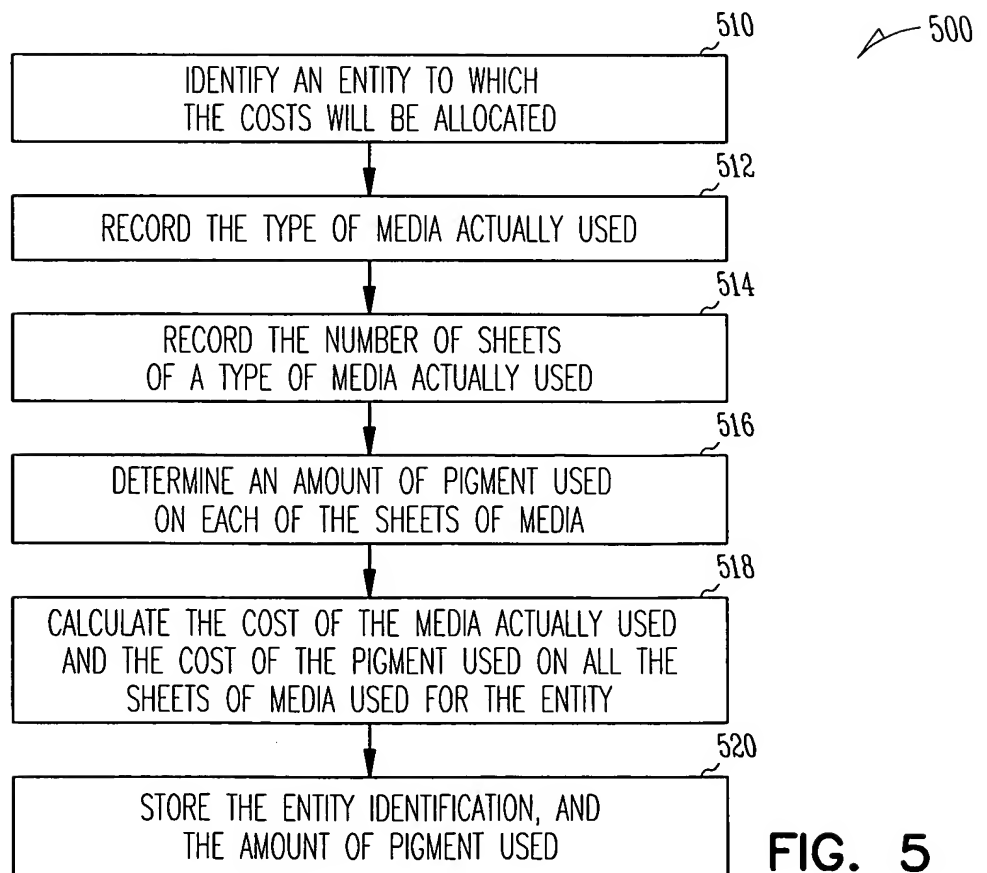 500
510
IDENTIFY AN ENTITY TO WHICH
THE COSTS WILL BE ALLOCATED
512
RECORD THE TYPE OF MEDIA ACTUALLY USED
514
RECORD THE NUMBER OF SHEETS
OF A TYPE OF MEDIA ACTUALLY USED
516
DETERMINE AN AMOUNT OF PIGMENT USED
ON EACH OF THE SHEETS OF MEDIA
518
CALCULATE THE COST OF THE MEDIA ACTUALLY USED
AND THE COST OF THE PIGMENT USED ON ALL THE
SHEETS OF MEDIA USED FOR THE ENTITY
520
STORE THE ENTITY IDENTIFICATION, AND
THE AMOUNT OF PIGMENT USED
FIG. 5